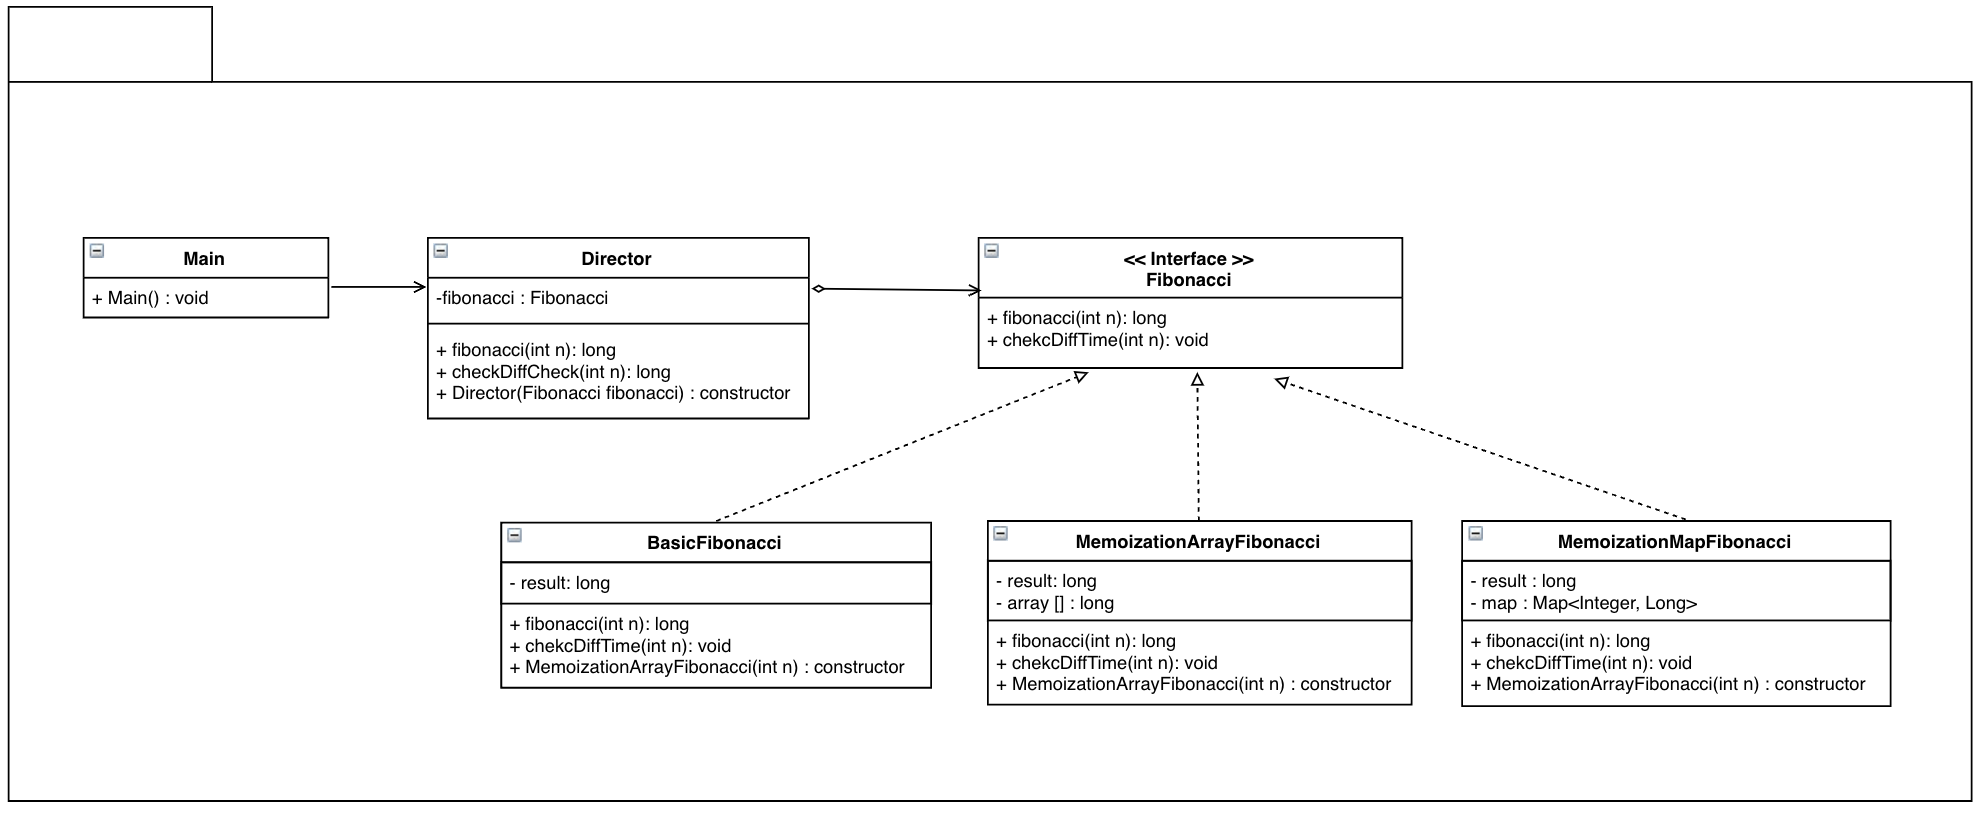 Main
+ Main() : void
Director
-fibonacci : Fibonacci
+ fibonacci(int n): long
+ checkDiffCheck(int n): long
+ Director(Fibonacci fibonacci) : constructor
<< Interface >>
Fibonacci
+ fibonacci(int n): long
+ chekcDiffTime(int n): void
BasicFibonacci
- result: long
+ fibonacci(int n): long
+ chekcDiffTime(int n): void
+ MemoizationArrayFibonacci(int n) : constructor
MemoizationArrayFibonacci
- result: long
- array [] : long
+ fibonacci(int n): long
+ chekcDiffTime(int n): void
+ MemoizationArrayFibonacci(int n) : constructor
MemoizationMapFibonacci
- result : long
- map : Map<Integer, Long>
+ fibonacci(int n): long
+ chekcDiffTime(int n): void
+ MemoizationArrayFibonacci(int n) : constructor